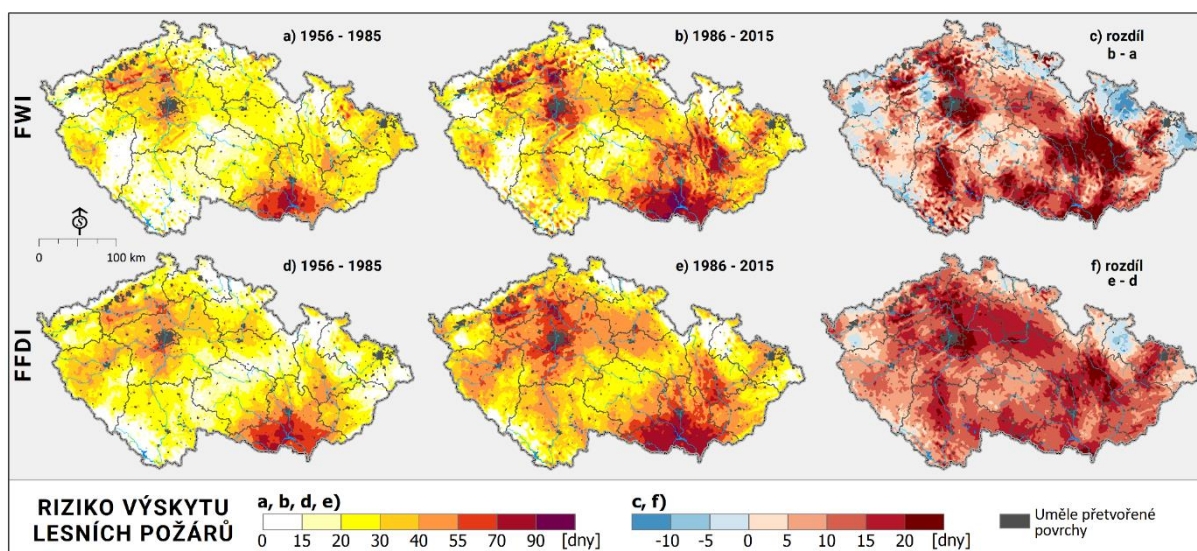 a) 1956 - 1985
b) 1986 - 2015
c) rozdíl
b - a
FWI
S
0 100 km
d) 1956 - 1985
e) 1986 - 2015
f) rozdíl
e - d
FFDI
RIZIKO VÝSKYTU
LESNÍCH POŽÁRŮ
a, b, d, e)
0 15 20 30 40 55 70 90 [dny]
c, f)
-10 -5 0 5 10 15 20 [dny]
Uměle přetvořené
povrchy